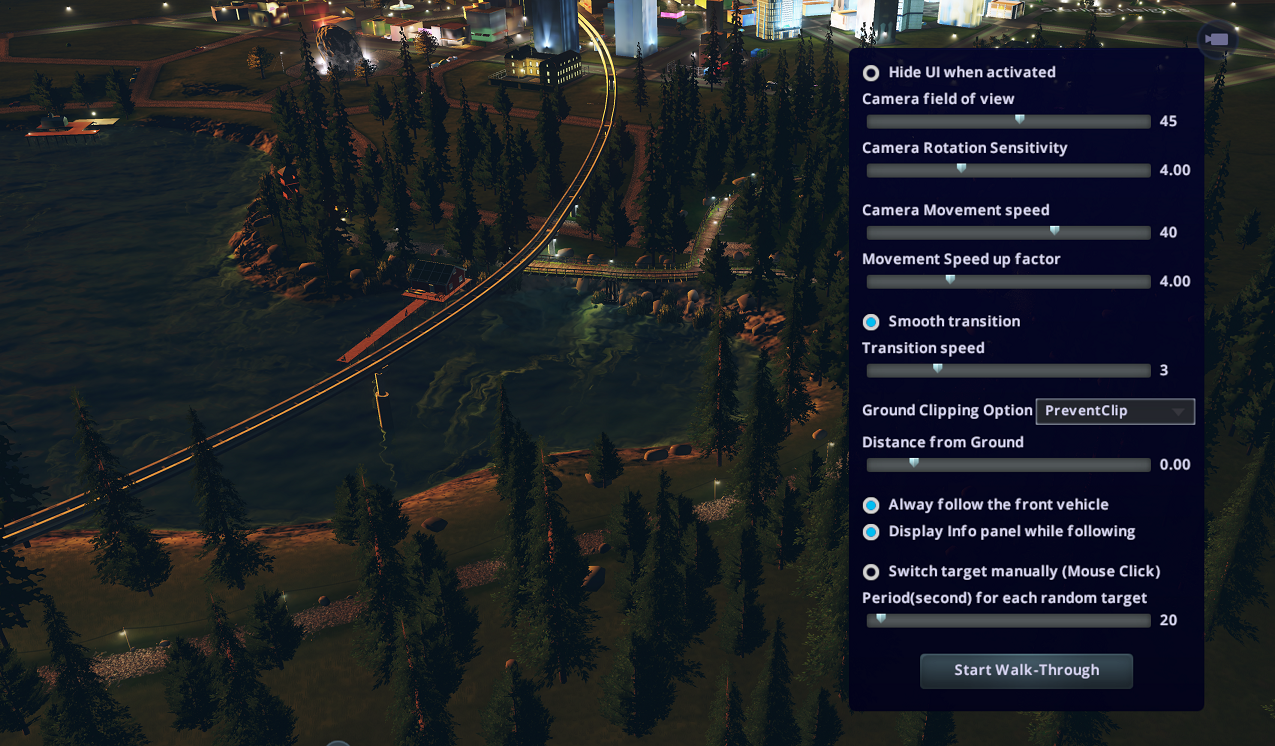 Hide UI when activated
Camera field of view
45
Camera Rotation Sensitivity
4.00
Camera Movement speed
40
Movement Speed up factor
4.00
Smooth transition
Transition speed
3
Ground Clipping Option PreventClip
Distance from Ground
0.00
Alway follow the front vehicle
Display Info panel while following
Switch target manually (Mouse Click)
Period(second) for each random target
20
Start Walk-Through